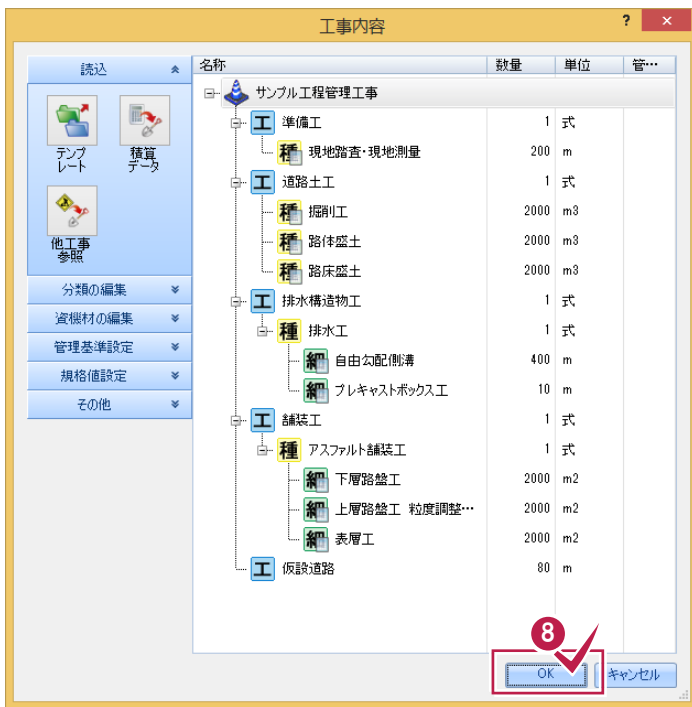 工事内容
? ×
読込
テンプ
レート
積算
データ
他工事
参照
分類の編集
資機材の編集
管理基準設定
規格値設定
その他
名称 数量 単位 管…
サンプル工程管理工事
工 準備工 1 式
種 現地踏査・現地測量 200 m
工 道路土工 1 式
種 掘削工 2000 m3
種 路体盛土 2000 m3
種 路床盛土 2000 m3
工 排水構造物工 1 式
種 排水工 1 式
細 自由勾配側溝 400 m
細 プレキャストボックス工 10 m
工 舗装工 1 式
種 アスファルト舗装工 1 式
細 下層路盤工 2000 m2
細 上層路盤工 粒度調整… 2000 m2
細 表層工 2000 m2
工 仮設道路 80 m
8
OK キャンセル